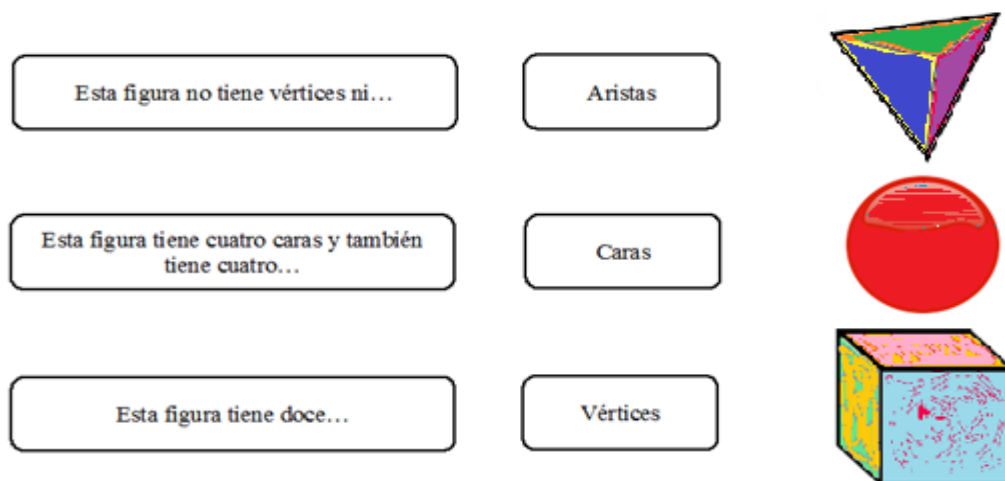 Esta figura no tiene vértices ni…
Aristas
Esta figura tiene cuatro caras y también
tiene cuatro…
Caras
Esta figura tiene doce…
Vértices